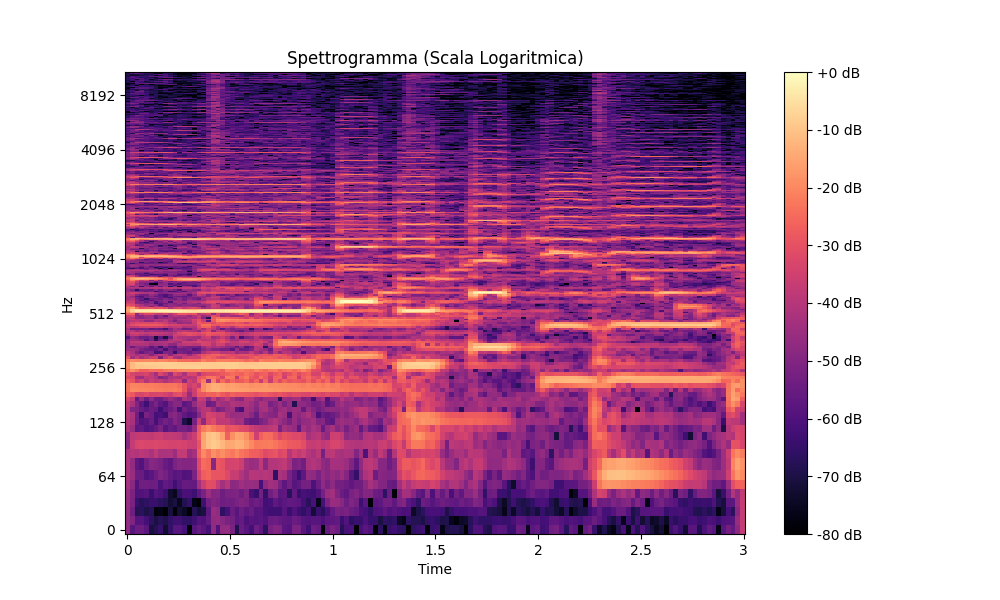 Spettrogramma (Scala Logaritmica)
Hz
8192
4096
2048
1024
512
256
128
64
0
0
0.5
1
1.5
2
2.5
3
Time
+0 dB
-10 dB
-20 dB
-30 dB
-40 dB
-50 dB
-60 dB
-70 dB
-80 dB